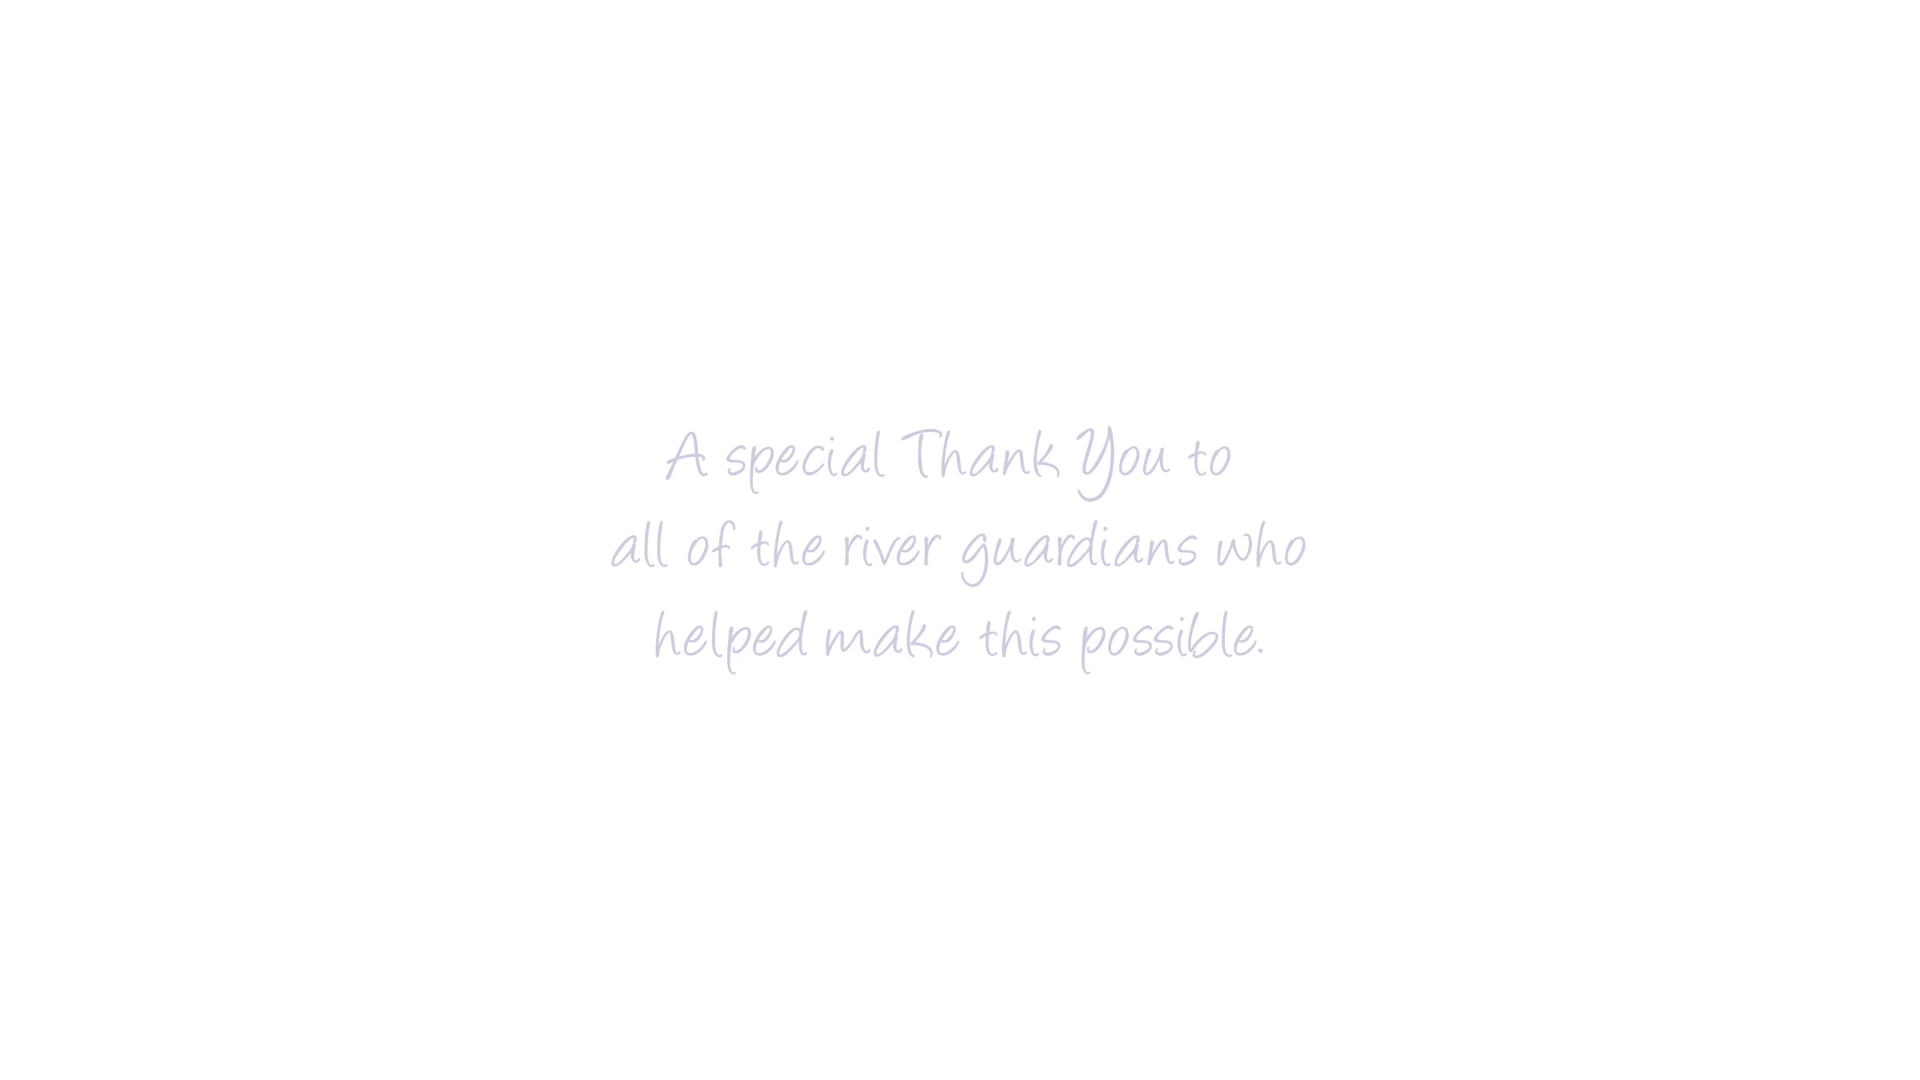 A special Thank You to
all of the river guardians who
helped make this possible.